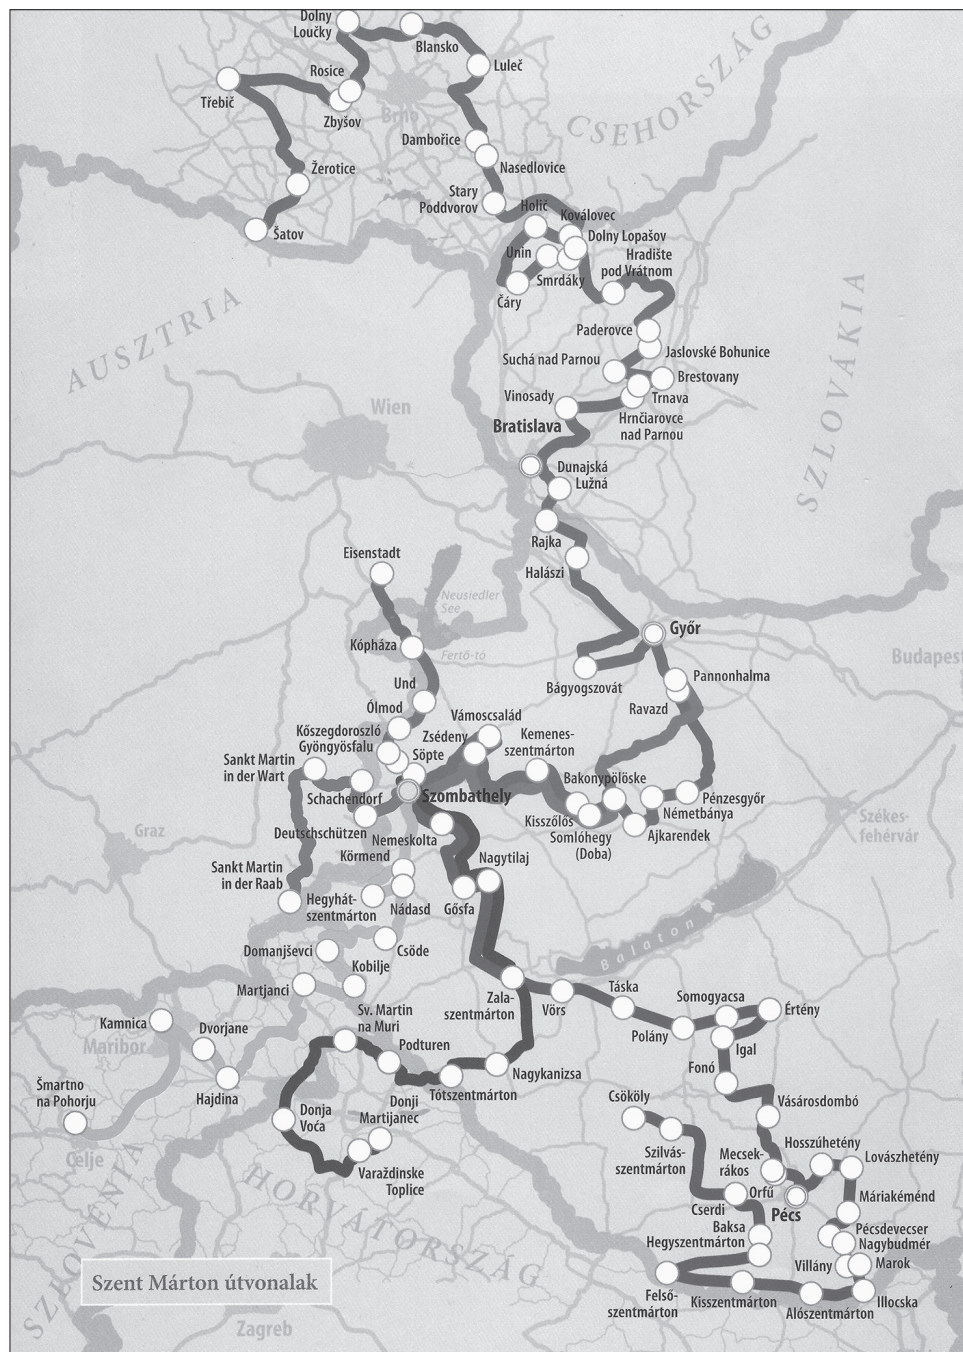 Dolny
Loučky
Blansko
Luleč
Rosice
Třebíč
Zbyšov
Brno
CSEHORSZÁG
Dambořice
Nasedlovice
Žerotice
Stary
Poddvorov
Šatov
Holič
Koválovec
Dolny Lopašov
Unin
Hradište
pod Vrátnom
Smrdáky
Čáry
AUSZTRIA
SZLOVÁKIA
Paderovce
Jaslovské Bohunice
Suchá nad Parnou
Brestovany
Vinosady
Trnava
Wien
Hrnčiarovce
nad Parnou
Bratislava
Dunajská
Lužná
Rajka
Eisenstadt
Halászi
Neusiedler
See
Győr
Kópháza
Fertő-tó
Budapest
Bágyogszovát
Pannonhalma
Und
Ravazd
Ólmod
Vámoscsalád
Kőszegdoroszló
Zsédeny
Kemenes-
szentmárton
Gyöngyösfalu
Söpte
Sankt Martin
in der Wart
Bakonypölöske
Schachendorf
Szombathely
Pénzesgyőr
Németbánya
Kisszőlős
Deutschschützen
Nemeskolta
Somlóhegy
(Doba)
Ajkarendek
Székes-
fehérvár
Graz
Körmend
Nagytilaj
Sankt Martin
in der Raab
Hegyhát-
szentmárton
Nádasd
Gősfa
Balaton
Domanjševci
Csöde
Kobilje
Martjanci
Zala-
szentmárton
Vörs
Táska
Somogyacsa
Értény
Sv. Martin
na Muri
Kamnica
Dvorjane
Polány
Igal
Maribor
Podturen
Fonó
Nagykanizsa
Šmartno
na Pohorju
Hajdina
Tótszentmárton
Csököly
Vásárosdombó
Donja
Voća
Donji
Martijanec
Hosszúhetény
Szilvás-
szentmárton
Mecsek-
rákos
Lovászhetény
Celje
Varaždinske
Toplice
Orfű
Cserdi
Pécs
Máriakéménd
HORVÁTORSZÁG
SZLOVÉNIA
Baksa
Hegyszentmárton
Pécsdevecser
Nagybudmér
Villány
Marok
Szent Márton útvonalak
Felső-
szentmárton
Kisszentmárton
Alószentmárton
Illocska
Zagreb